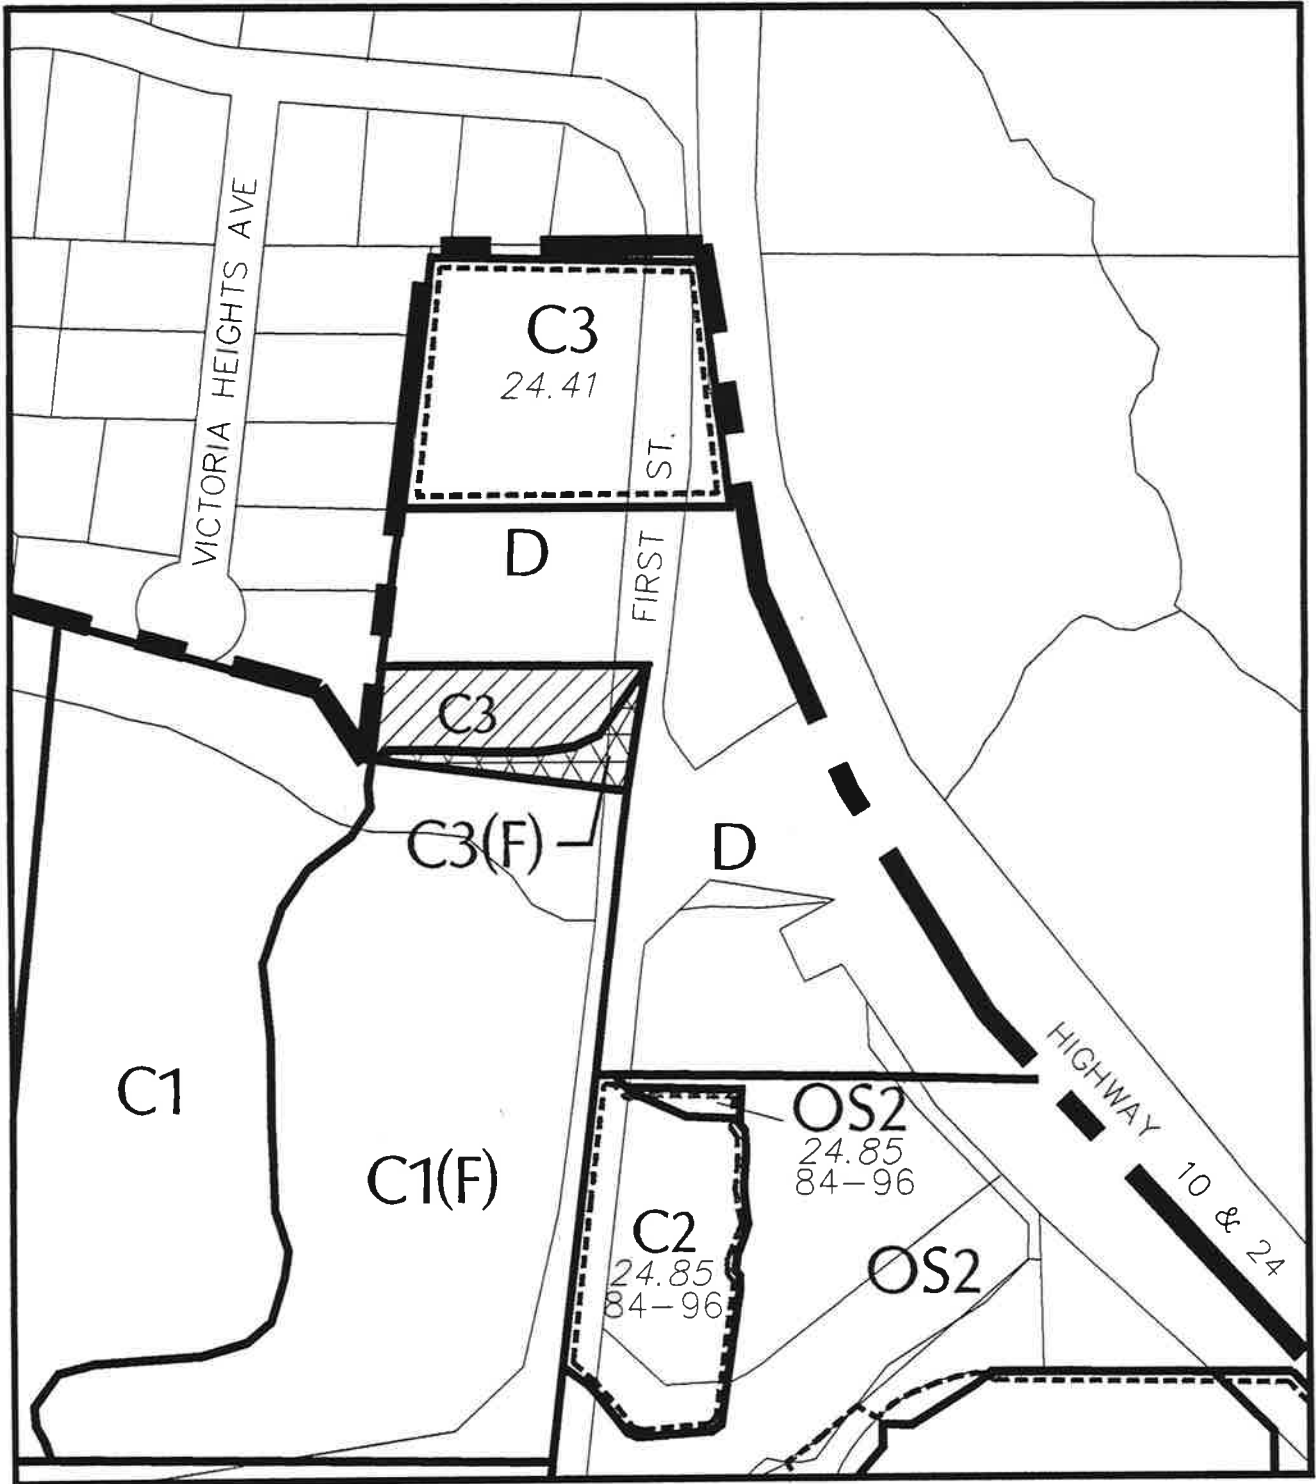 VICTORIA HEIGHTS AVE
C3
24.41
FIRST ST.
D
C3
C3(F)
D
HIGHWAY 10 & 24
C1
OS2
24.85
84-96
C1(F)
C2
24.85
84-96
OS2